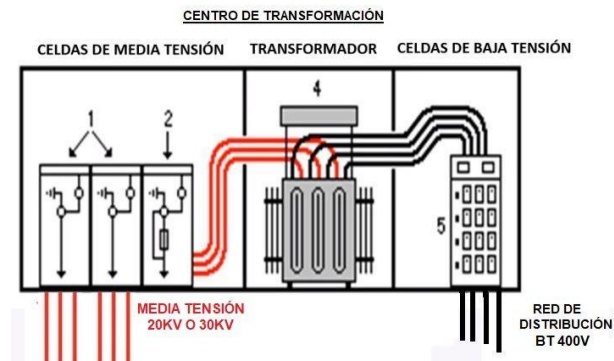 CENTRO DE TRANSFORMACIÓN
CELDAS DE MEDIA TENSIÓN
TRANSFORMADOR
CELDAS DE BAJA TENSIÓN
1
2
4
5
MEDIA TENSIÓN
20KV O 30KV
RED DE
DISTRIBUCIÓN
BT 400V